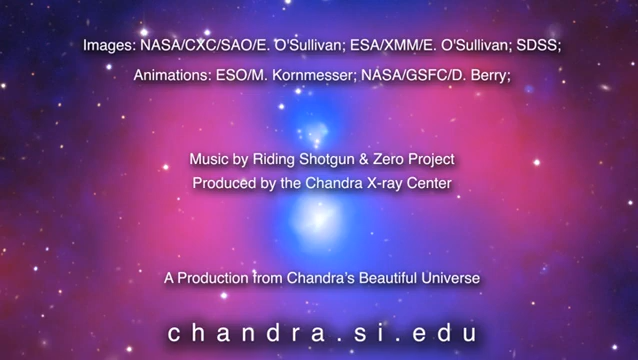 Images: NASA/CXC/SAO/E. O'Sullivan; ESA/XMM/E. O'Sullivan; SDSS;
Animations: ESO/M. Kornmesser; NASA/GSFC/D. Berry;
Music by Riding Shotgun & Zero Project
Produced by the Chandra X-ray Center
A Production from Chandra's Beautiful Universe
chandra.si.edu